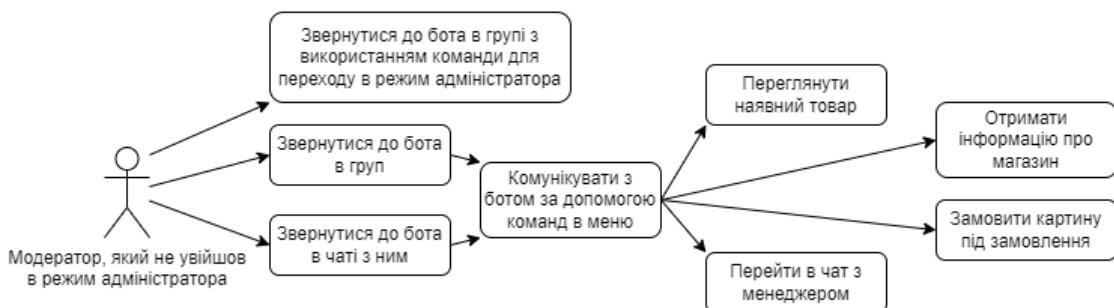 Звернутися до бота в групі з
використанням команди для
переходу в режим адміністратора
Звернутися до бота
в груп
Звернутися до бота
в чаті з ним
Модератор, який не увійшов
в режим адміністратора
Комунікувати з
ботом за допомогою
команд в меню
Переглянути
наявний товар
Отримати
інформацію про
магазин
Замовити картину
під замовлення
Перейти в чат з
менеджером